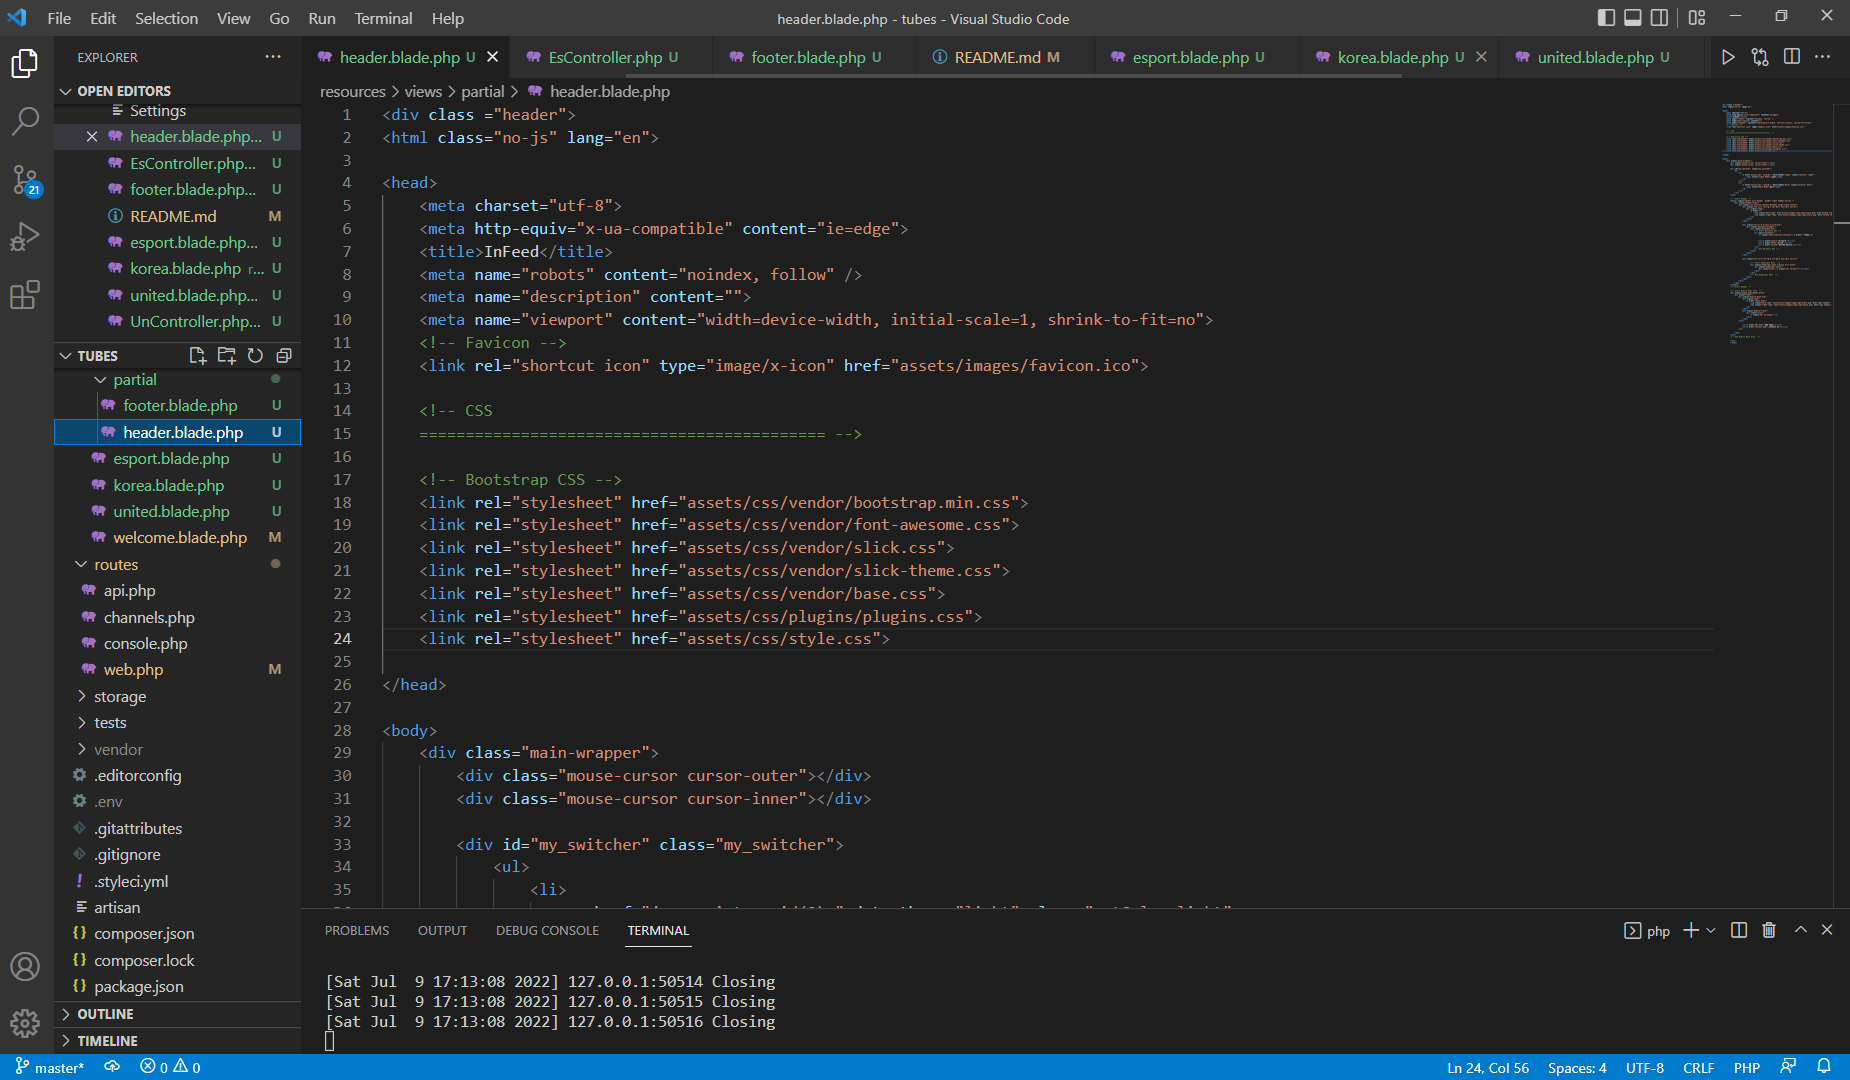 File Edit Selection View Go Run Terminal Help
header.blade.php - tubes - Visual Studio Code
EXPLORER
header.blade.php U
EsController.php U
footer.blade.php U
README.md M
esport.blade.php U
korea.blade.php U
united.blade.php U
OPEN EDITORS
Settings
header.blade.php... U
EsController.php... U
footer.blade.php... U
README.md M
esport.blade.php... U
korea.blade.php r... U
united.blade.php... U
UnController.php... U
21
TUBES
partial
footer.blade.php U
header.blade.php U
esport.blade.php U
korea.blade.php U
united.blade.php U
welcome.blade.php M
routes
api.php
channels.php
console.php
web.php M
storage
tests
vendor
.editorconfig
.env
.gitattributes
.gitignore
.styleci.yml
artisan
composer.json
composer.lock
package.json
OUTLINE
TIMELINE
resources > views > partial > header.blade.php
1 <div class ="header">
2 <html class="no-js" lang="en">
3
4 <head>
5 <meta charset="utf-8">
6 <meta http-equiv="x-ua-compatible" content="ie=edge">
7 <title>InFeed</title>
8 <meta name="robots" content="noindex, follow" />
9 <meta name="description" content="">
10 <meta name="viewport" content="width=device-width, initial-scale=1, shrink-to-fit=no">
11 <!-- Favicon -->
12 <link rel="shortcut icon" type="image/x-icon" href="assets/images/favicon.ico">
13
14 <!-- CSS
15 ============================================ -->
16
17 <!-- Bootstrap CSS -->
18 <link rel="stylesheet" href="assets/css/vendor/bootstrap.min.css">
19 <link rel="stylesheet" href="assets/css/vendor/font-awesome.css">
20 <link rel="stylesheet" href="assets/css/vendor/slick.css">
21 <link rel="stylesheet" href="assets/css/vendor/slick-theme.css">
22 <link rel="stylesheet" href="assets/css/vendor/base.css">
23 <link rel="stylesheet" href="assets/css/plugins/plugins.css">
24 <link rel="stylesheet" href="assets/css/style.css">
25
26 </head>
27
28 <body>
29 <div class="main-wrapper">
30 <div class="mouse-cursor cursor-outer"></div>
31 <div class="mouse-cursor cursor-inner"></div>
32
33 <div id="my_switcher" class="my_switcher">
34 <ul>
35 <li>
PROBLEMS OUTPUT DEBUG CONSOLE TERMINAL
php
[Sat Jul  9 17:13:08 2022] 127.0.0.1:50514 Closing
[Sat Jul  9 17:13:08 2022] 127.0.0.1:50515 Closing
[Sat Jul  9 17:13:08 2022] 127.0.0.1:50516 Closing
master* 0 0
Ln 24, Col 56 Spaces: 4 UTF-8 CRLF PHP